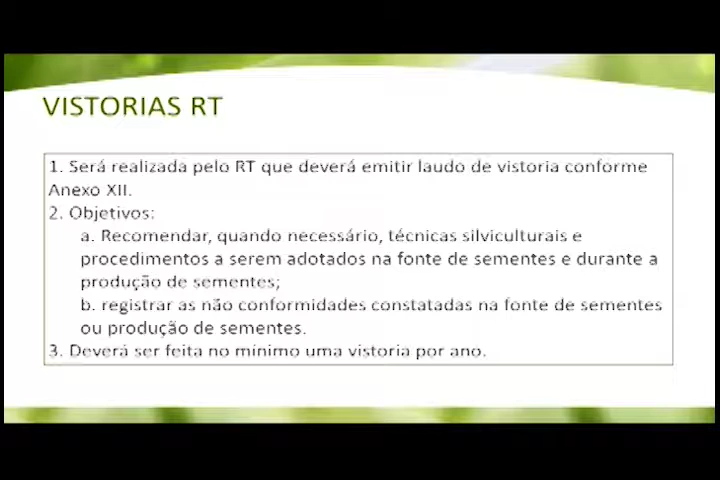 VISTORIAS RT
1. Será realizada pelo RT que deverá emitir laudo de vistoria conforme
Anexo XII.
2. Objetivos:
a. Recomendar, quando necessário, técnicas silviculturais e
procedimentos a serem adotados na fonte de sementes e durante a
produção de sementes;
b. registrar as não conformidades constatadas na fonte de sementes
ou produção de sementes.
3. Deverá ser feita no mínimo uma vistoria por ano.